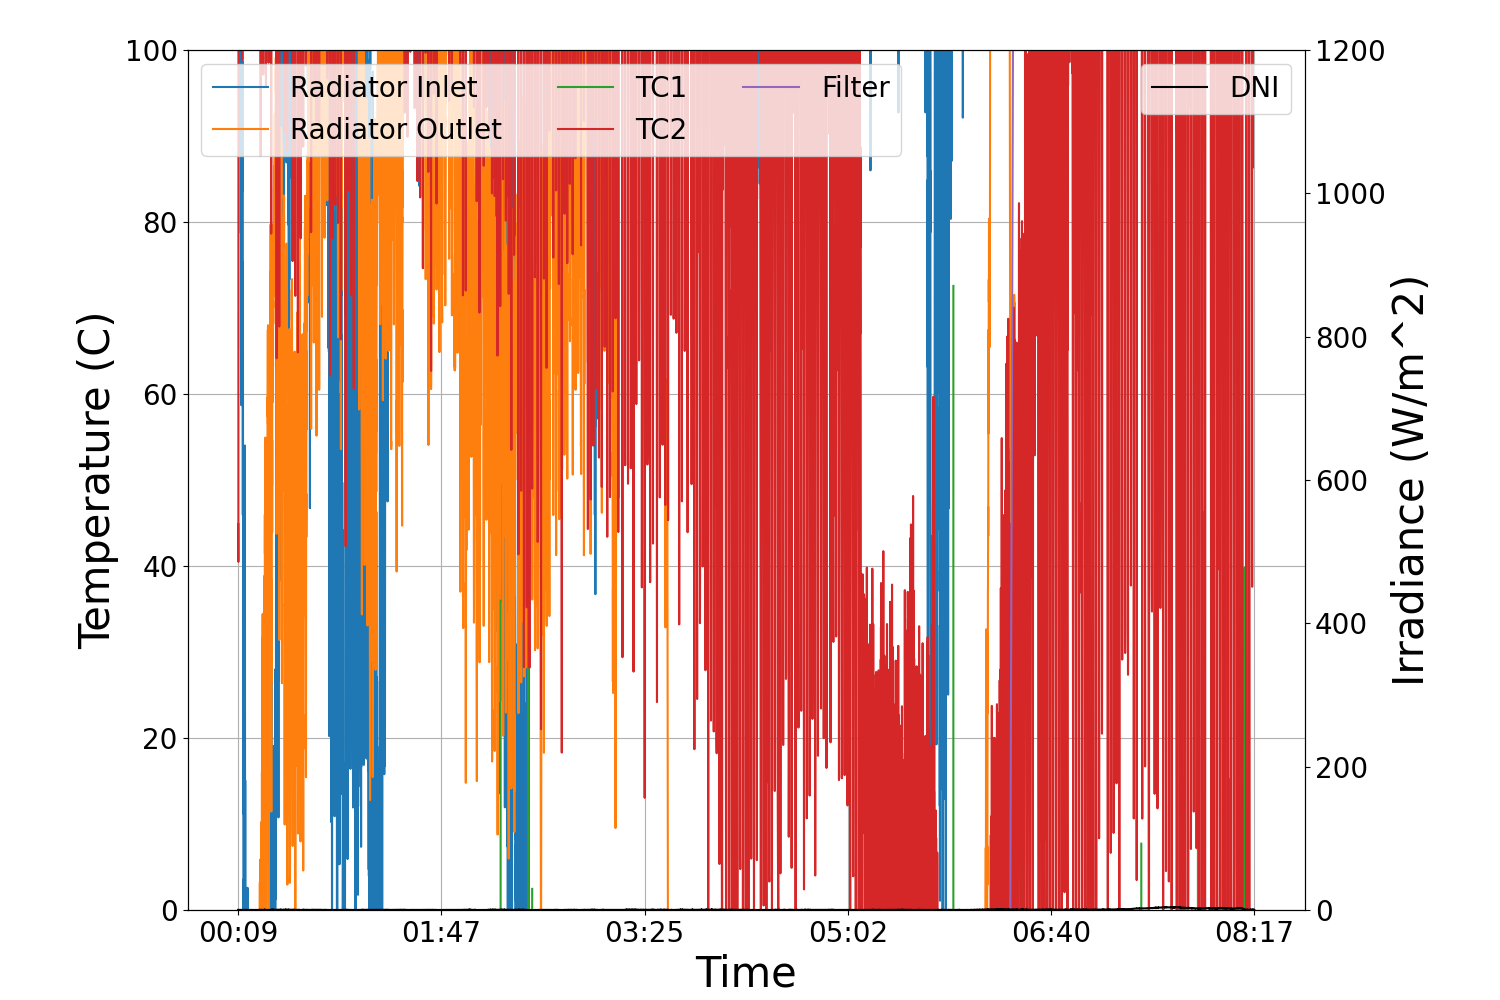 100
80
60
40
20
0
Temperature (C)
Radiator Inlet
Radiator Outlet
TC1
TC2
Filter
DNI
1200
1000
800
600
400
200
0
Irradiance (W/m^2)
00:09
01:47
03:25
05:02
06:40
08:17
Time